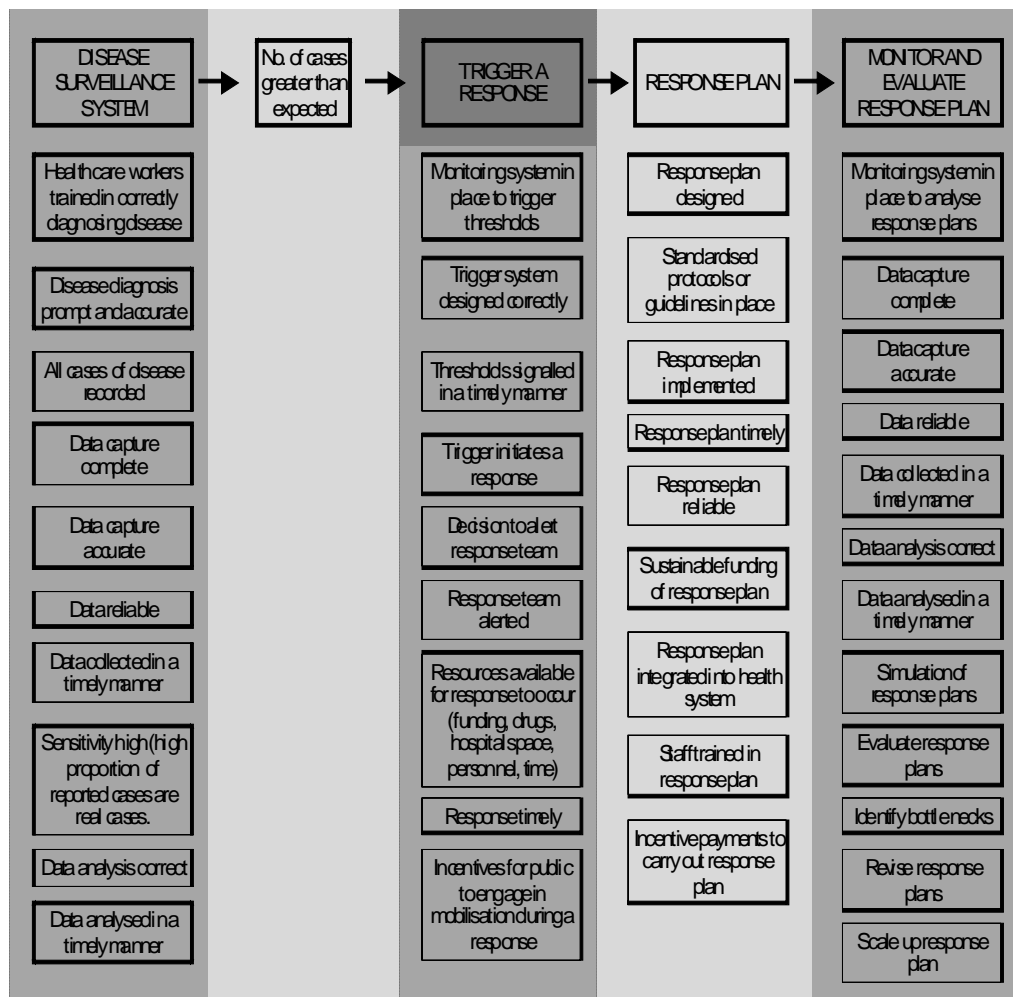 DISEASE
SURVEILLANCE
SYSTEM
No. of cases
greater than
expected
TRIGGER A
RESPONSE
RESPONSE PLAN
MONITOR AND
EVALUATE
RESPONSE PLAN
Healthcare workers
trained in correctly
diagnosing disease
Disease diagnosis
prompt and accurate
All cases of disease
recorded
Data capture
complete
Data capture
accurate
Data reliable
Data collected in a
timely manner
Sensitivity high (high
proportion of
reported cases are
real cases.
Data analysis correct
Data analysed in a
timely manner
Monitoring system in
place to trigger
thresholds
Trigger system
designed correctly
Thresholds signalled
in a timely manner
Trigger initiates a
response
Decision to alert
response team
Response team
alerted
Resources available
for response to occur
(funding, drugs,
hospital space,
personnel, time)
Response timely
Incentives for public
to engage in
mobilisation during a
response
Response plan
designed
Standardised
protocols or
guidelines in place
Response plan
implemented
Response plan timely
Response plan
reliable
Sustainable funding
of response plan
Response plan
integrated into health
system
Staff trained in
response plan
Incentive payments to
carry out response
plan
Monitoring system in
place to analyse
response plans
Data capture
complete
Data capture
accurate
Data reliable
Data collected in a
timely manner
Data analysis correct
Data analysed in a
timely manner
Simulation of
response plans
Evaluate response
plans
Identify bottlenecks
Revise response
plans
Scale up response
plan